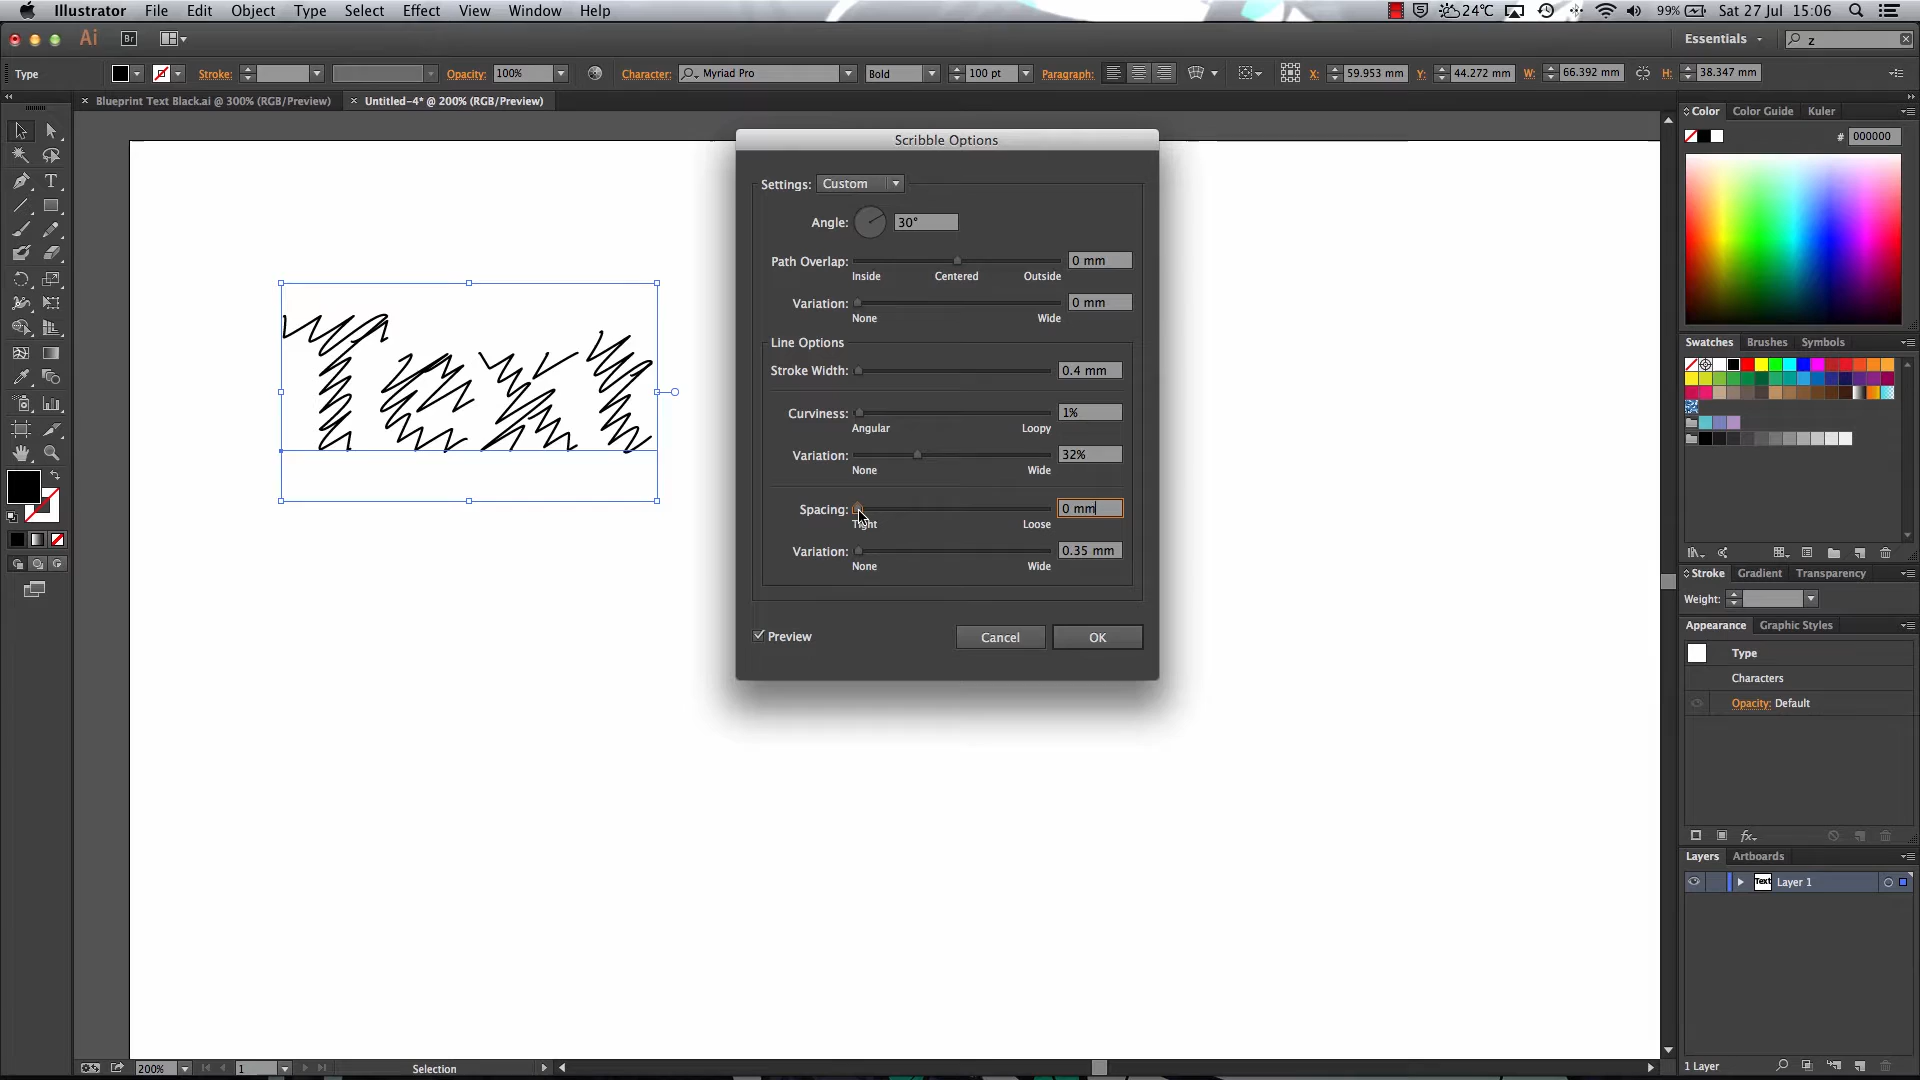 Illustrator File Edit Object Type Select Effect View Window Help 24°C 99% Sat 27 Jul 15:06
Ai Br Essentials z
Type Stroke: Opacity: 100% Character: Myriad Pro Bold 100 pt Paragraph: X: 59.953 mm Y: 44.272 mm W: 66.392 mm H: 38.347 mm
Blueprint Text Black.ai @ 300% (RGB/Preview) Untitled-4* @ 200% (RGB/Preview)
Color Color Guide Kuler
# 000000
Text
Scribble Options
Settings: Custom
Angle: 30°
Path Overlap: 0 mm
Inside Centered Outside
Variation: 0 mm
None Wide
Line Options
Stroke Width: 0.4 mm
Curviness: 1%
Angular Loopy
Variation: 32%
None Wide
Spacing: 0 mm
Tight Loose
Variation: 0.35 mm
None Wide
Preview Cancel OK
Swatches Brushes Symbols
Stroke Gradient Transparency
Weight:
Appearance Graphic Styles
Type
Characters
Opacity: Default
fx
Layers Artboards
Text Layer 1
1 Layer
200% 1 Selection